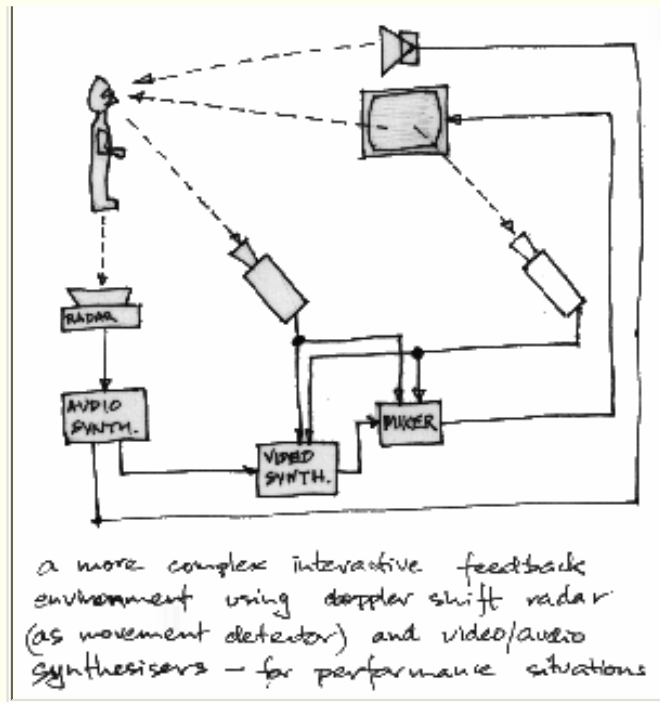 RADAR
AUDIO
SYNTH.
VIDEO
SYNTH.
MIXER
a more complex interactive feedback
environment using doppler shift radar
(as movement detector) and video/audio
synthesisers – for performance situations